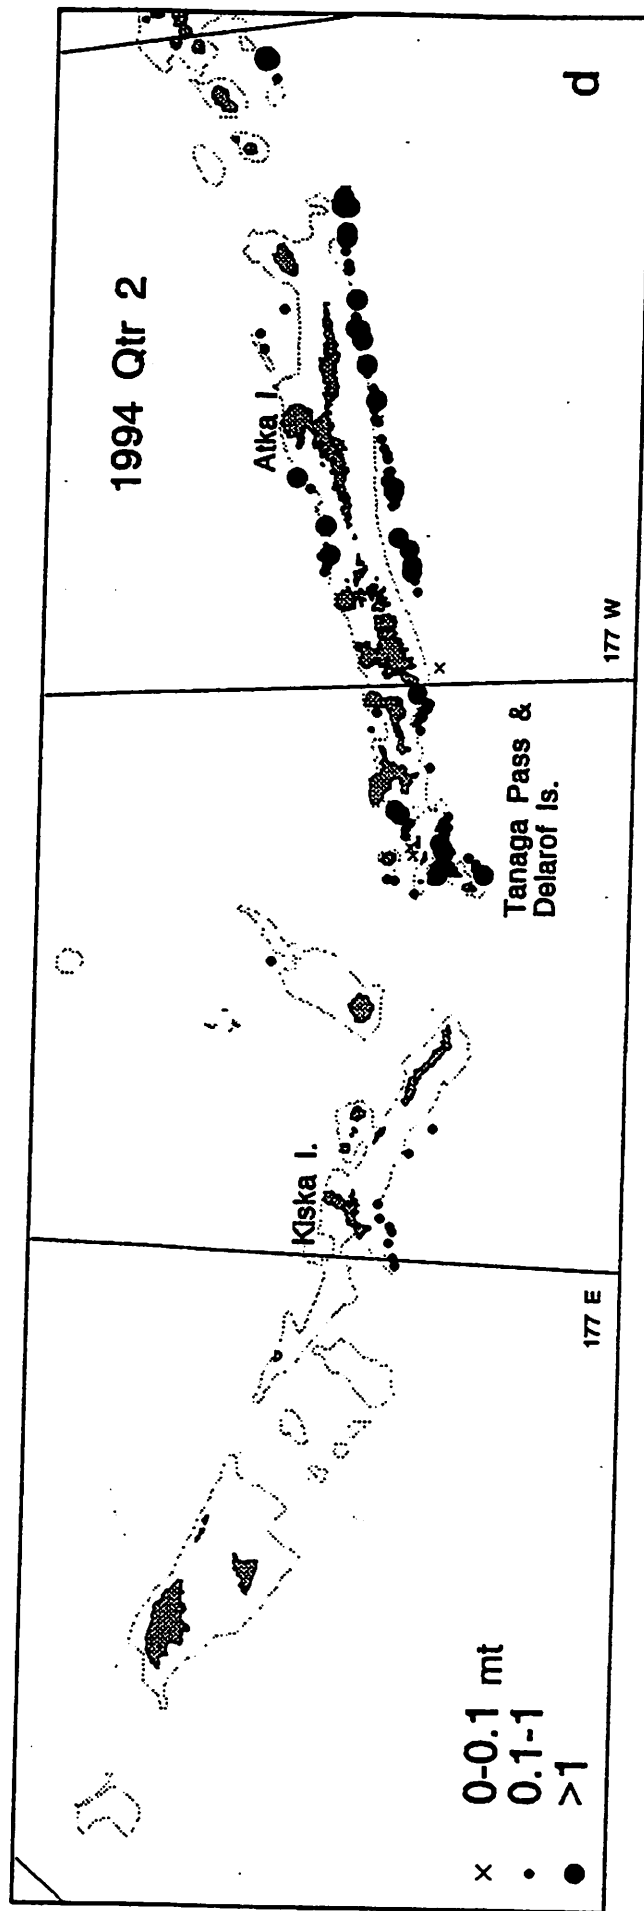 1994 Qtr 2
d
Atka I.
Kiska I.
Tanaga Pass &
Delarof Is.
177 W
177 E
× 0-0.1 mt
● 0.1-1
● >1